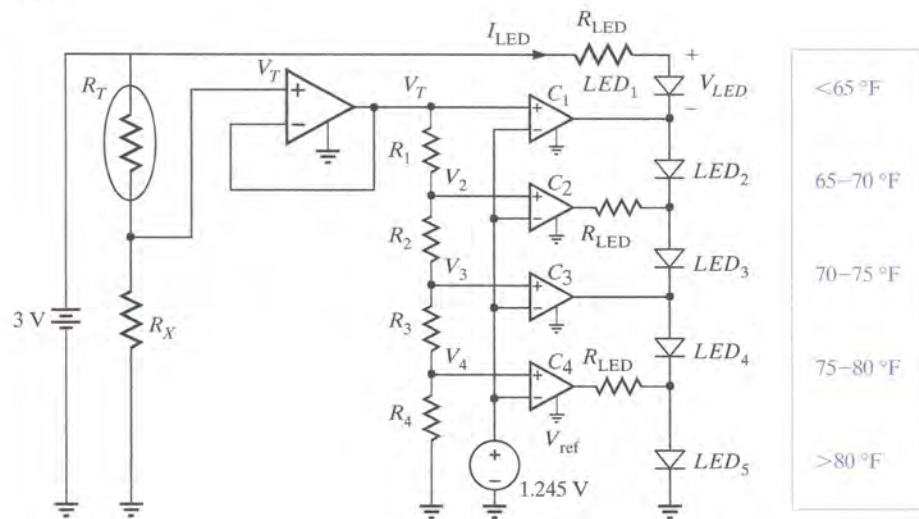 I_LED
R_LED
+
R_T
V_T
V_T
C_1
LED_1
V_LED
<65 °F
+
−
+
−
−
R_1
V_2
C_2
LED_2
65–70 °F
+
−
R_LED
R_2
V_3
C_3
LED_3
70–75 °F
+
−
3 V
R_X
R_3
V_4
C_4
R_LED
LED_4
75–80 °F
+
−
R_4
V_ref
+
−
1.245 V
LED_5
>80 °F